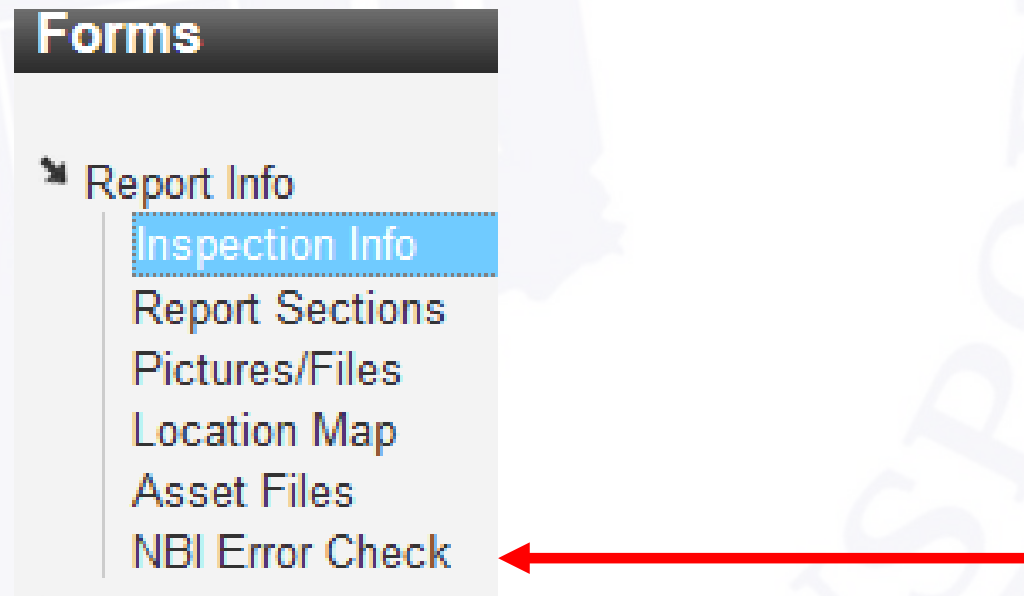 Forms
Report Info
Inspection Info
Report Sections
Pictures/Files
Location Map
Asset Files
NBI Error Check